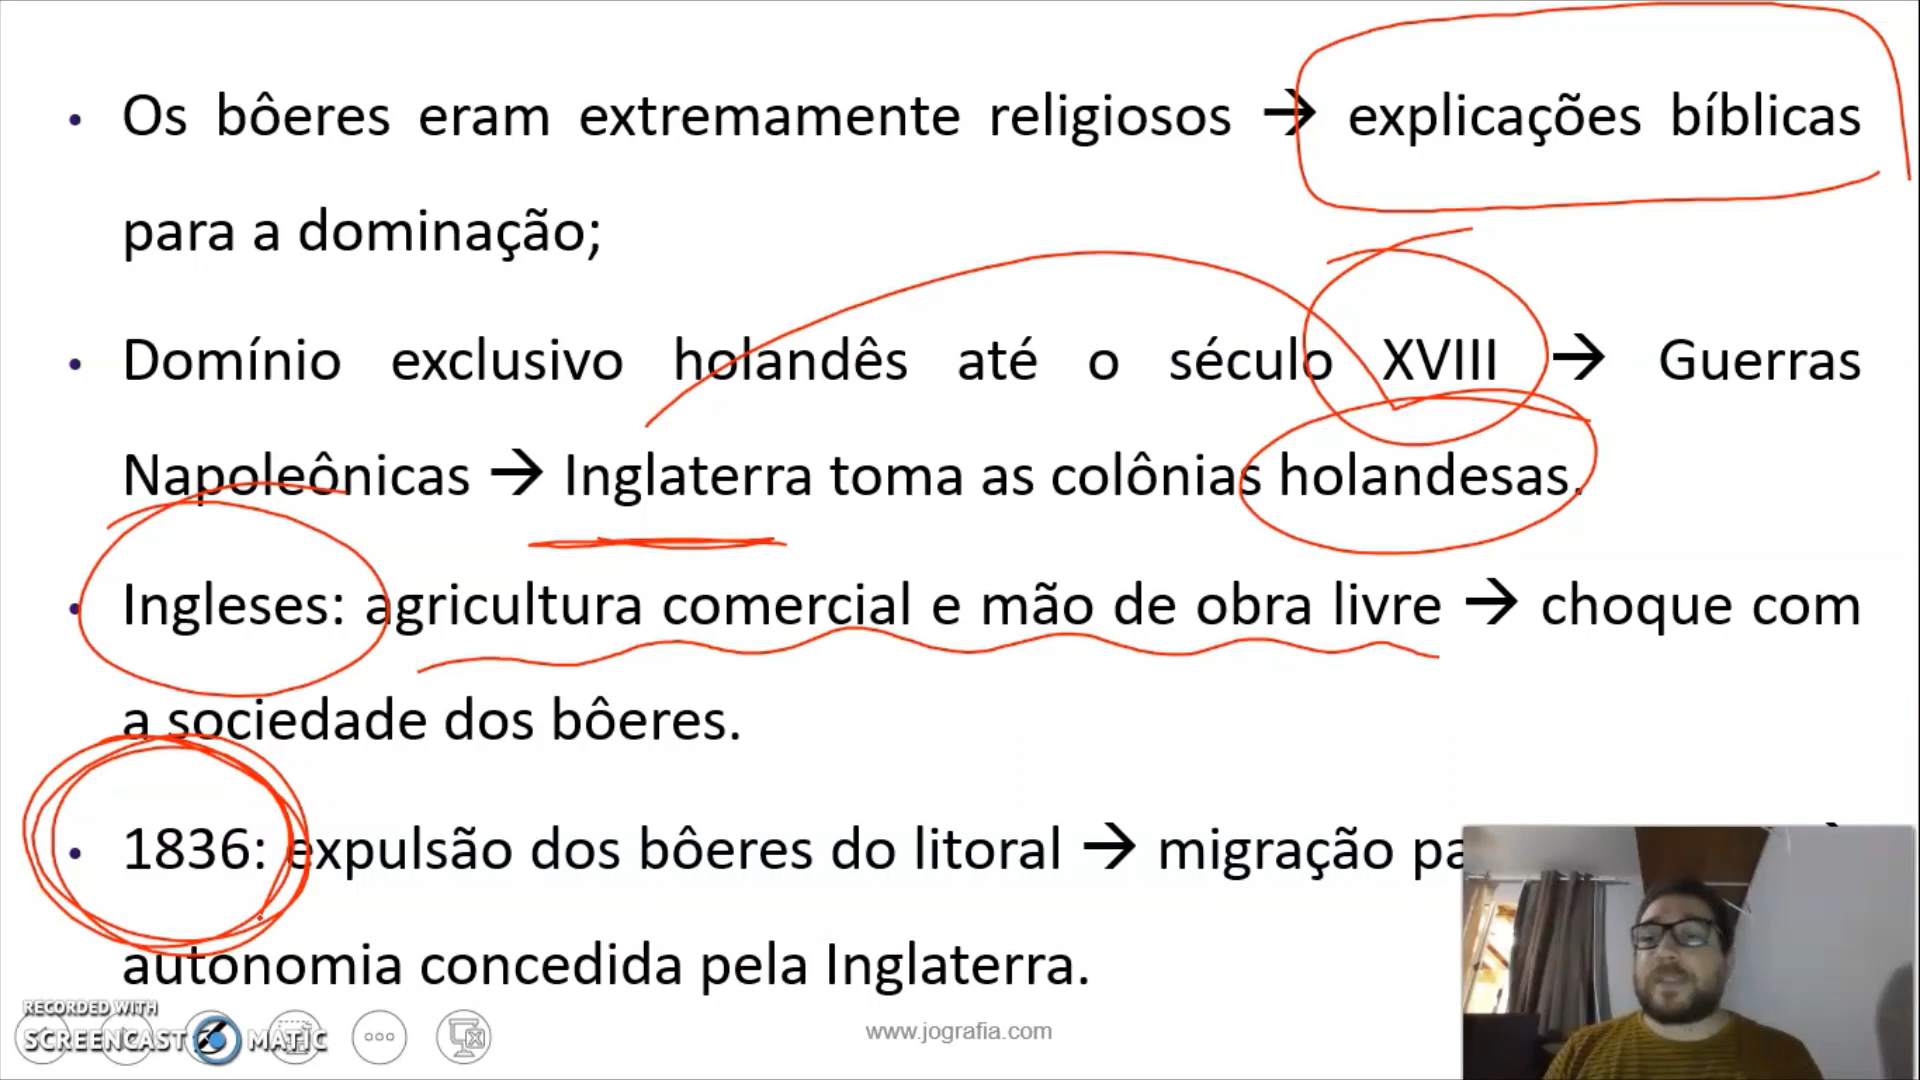 • Os bôeres eram extremamente religiosos → explicações bíblicas
para a dominação;
• Domínio exclusivo holandês até o século XVIII → Guerras
Napoleônicas → Inglaterra toma as colônias holandesas.
• Ingleses: agricultura comercial e mão de obra livre → choque com
a sociedade dos bôeres.
• 1836: expulsão dos bôeres do litoral → migração
autonomia concedida pela Inglaterra.
RECORDED WITH
SCREENCAST MATIC
www.jografia.com